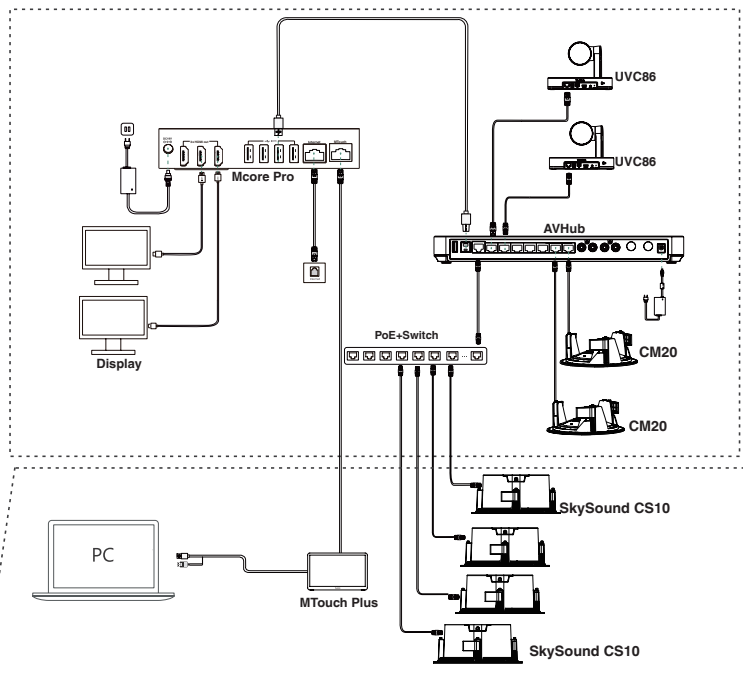 UVC86
UVC86
Mcore Pro
AVHub
PoE+Switch
Display
CM20
CM20
SkySound CS10
PC
MTouch Plus
SkySound CS10